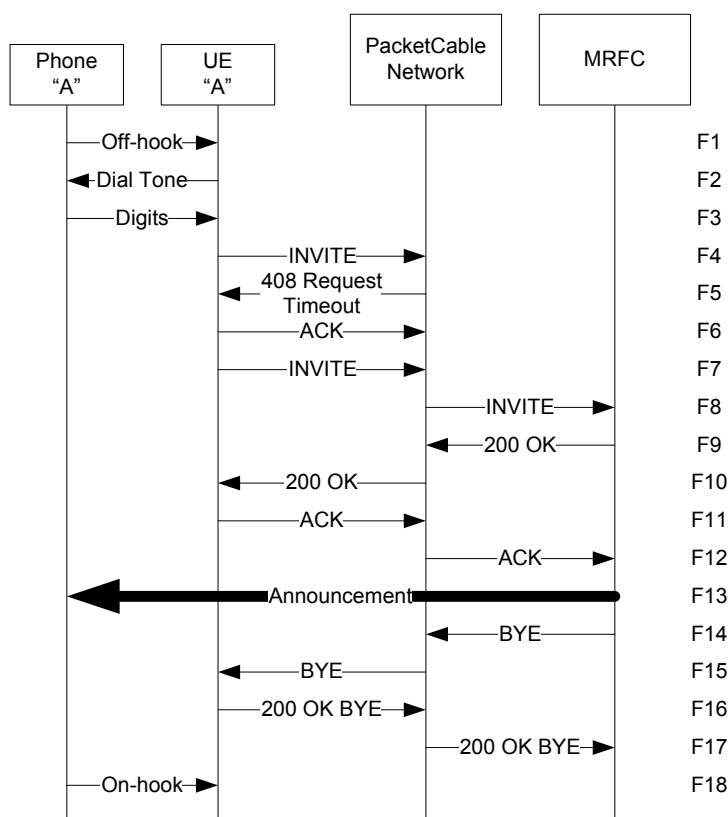 Phone
“A”
UE
“A”
PacketCable
Network
MRFC
Off-hook
F1
Dial Tone
F2
Digits
F3
INVITE
F4
408 Request
Timeout
F5
ACK
F6
INVITE
F7
INVITE
F8
200 OK
F9
200 OK
F10
ACK
F11
ACK
F12
Announcement
F13
BYE
F14
BYE
F15
200 OK BYE
F16
200 OK BYE
F17
On-hook
F18